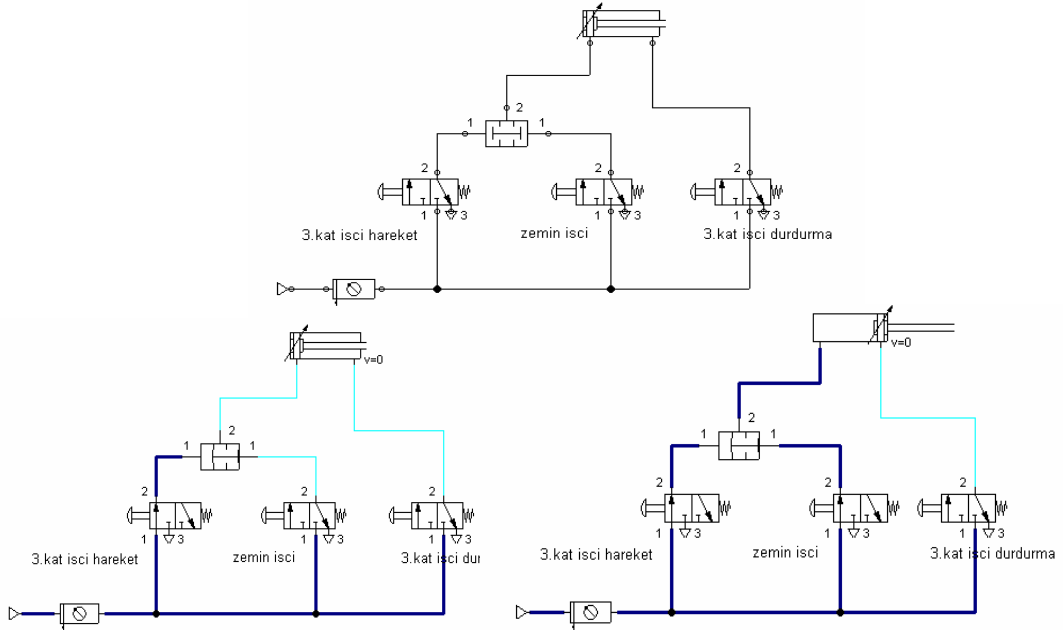 2
1 1
2 2 2
1 3 1 3 1 3
3.kat isci hareket zemin isci 3.kat isci durdurma
v=0
2
1 1
2 2 2
1 3 1 3 1 3
3.kat isci hareket zemin isci 3.kat isci dur
v=0
2
1 1
2 2 2
1 3 1 3 1 3
3.kat isci hareket zemin isci 3.kat isci durdurma